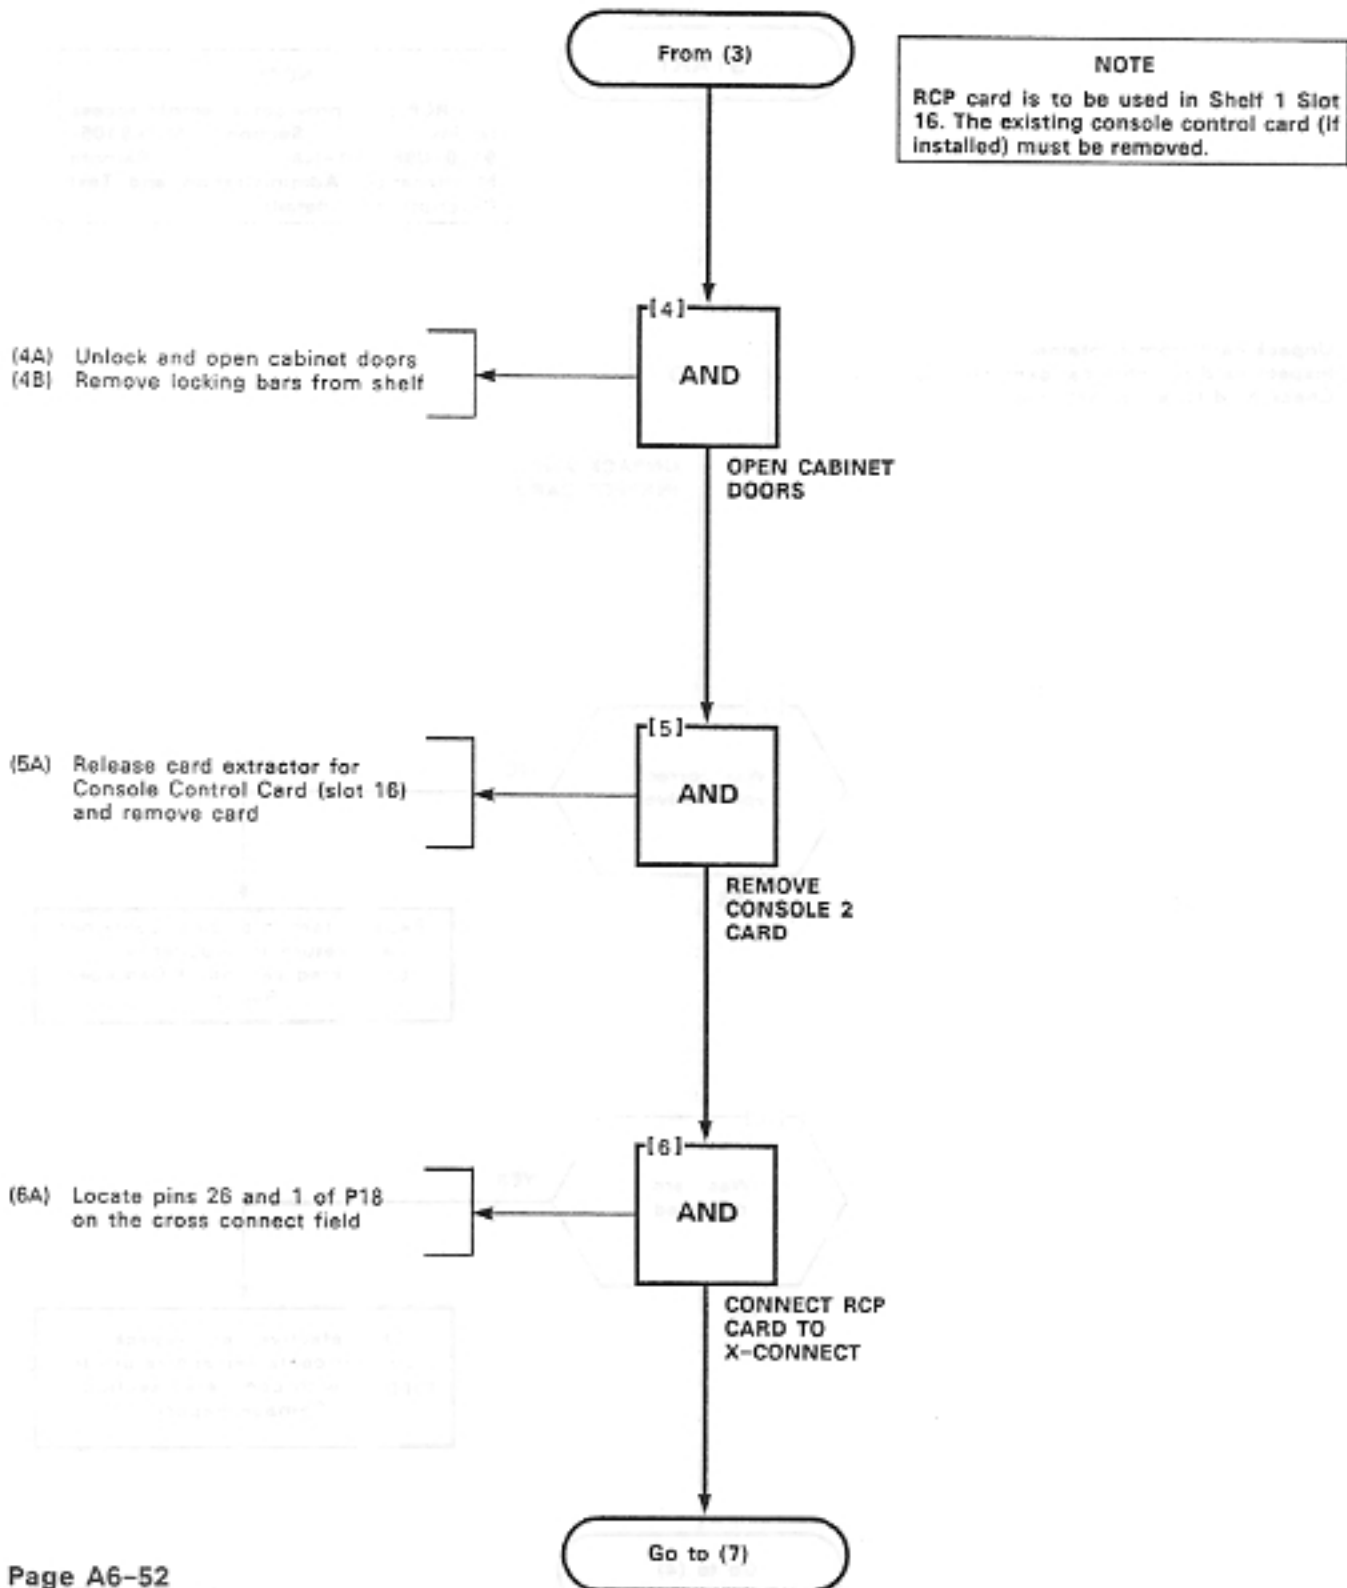 From (3)
NOTE
RCP card is to be used in Shelf 1 Slot
16. The existing console control card (if
installed) must be removed.
[4]
AND
(4A) Unlock and open cabinet doors
(4B) Remove locking bars from shelf
OPEN CABINET
DOORS
[5]
AND
(5A) Release card extractor for
Console Control Card (slot 16)
and remove card
REMOVE
CONSOLE 2
CARD
[6]
AND
(6A) Locate pins 26 and 1 of P18
on the cross connect field
CONNECT RCP
CARD TO
X-CONNECT
Go to (7)
Page A6-52